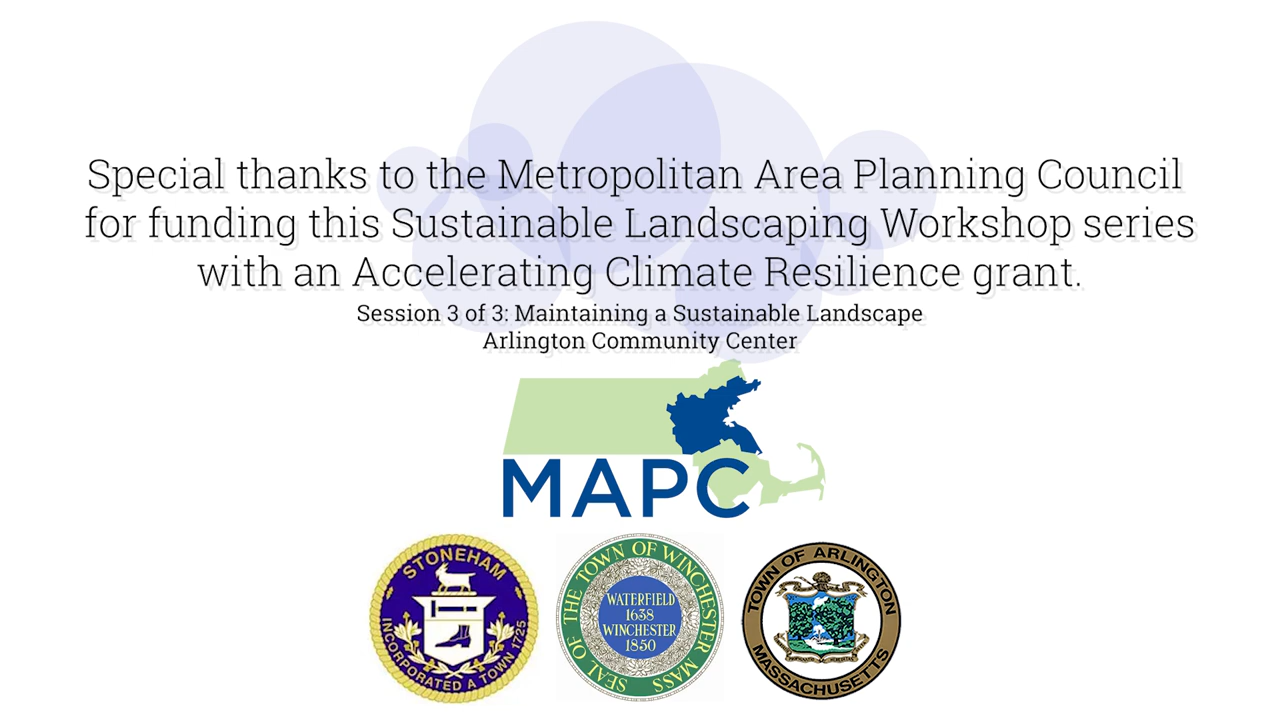 Special thanks to the Metropolitan Area Planning Council
for funding this Sustainable Landscaping Workshop series
with an Accelerating Climate Resilience grant.
Session 3 of 3: Maintaining a Sustainable Landscape
Arlington Community Center
MAPC
STONEHAM
INCORPORATED A TOWN 1725
SEAL OF THE TOWN OF WINCHESTER MASS
WATERFIELD
1638
WINCHESTER
1850
TOWN OF ARLINGTON
MASSACHUSETTS